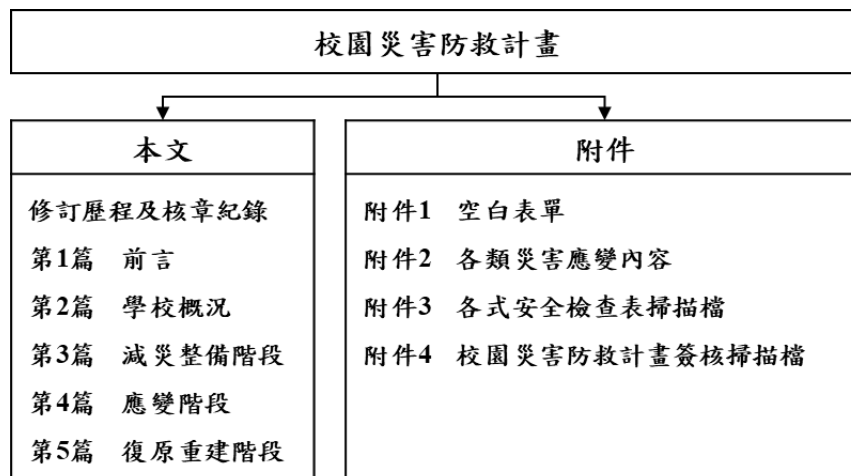 校園災害防救計畫
本文
修訂歷程及核章紀錄
第1篇 前言
第2篇 學校概況
第3篇 減災整備階段
第4篇 應變階段
第5篇 復原重建階段
附件
附件1 空白表單
附件2 各類災害應變內容
附件3 各式安全檢查表掃描檔
附件4 校園災害防救計畫簽核掃描檔